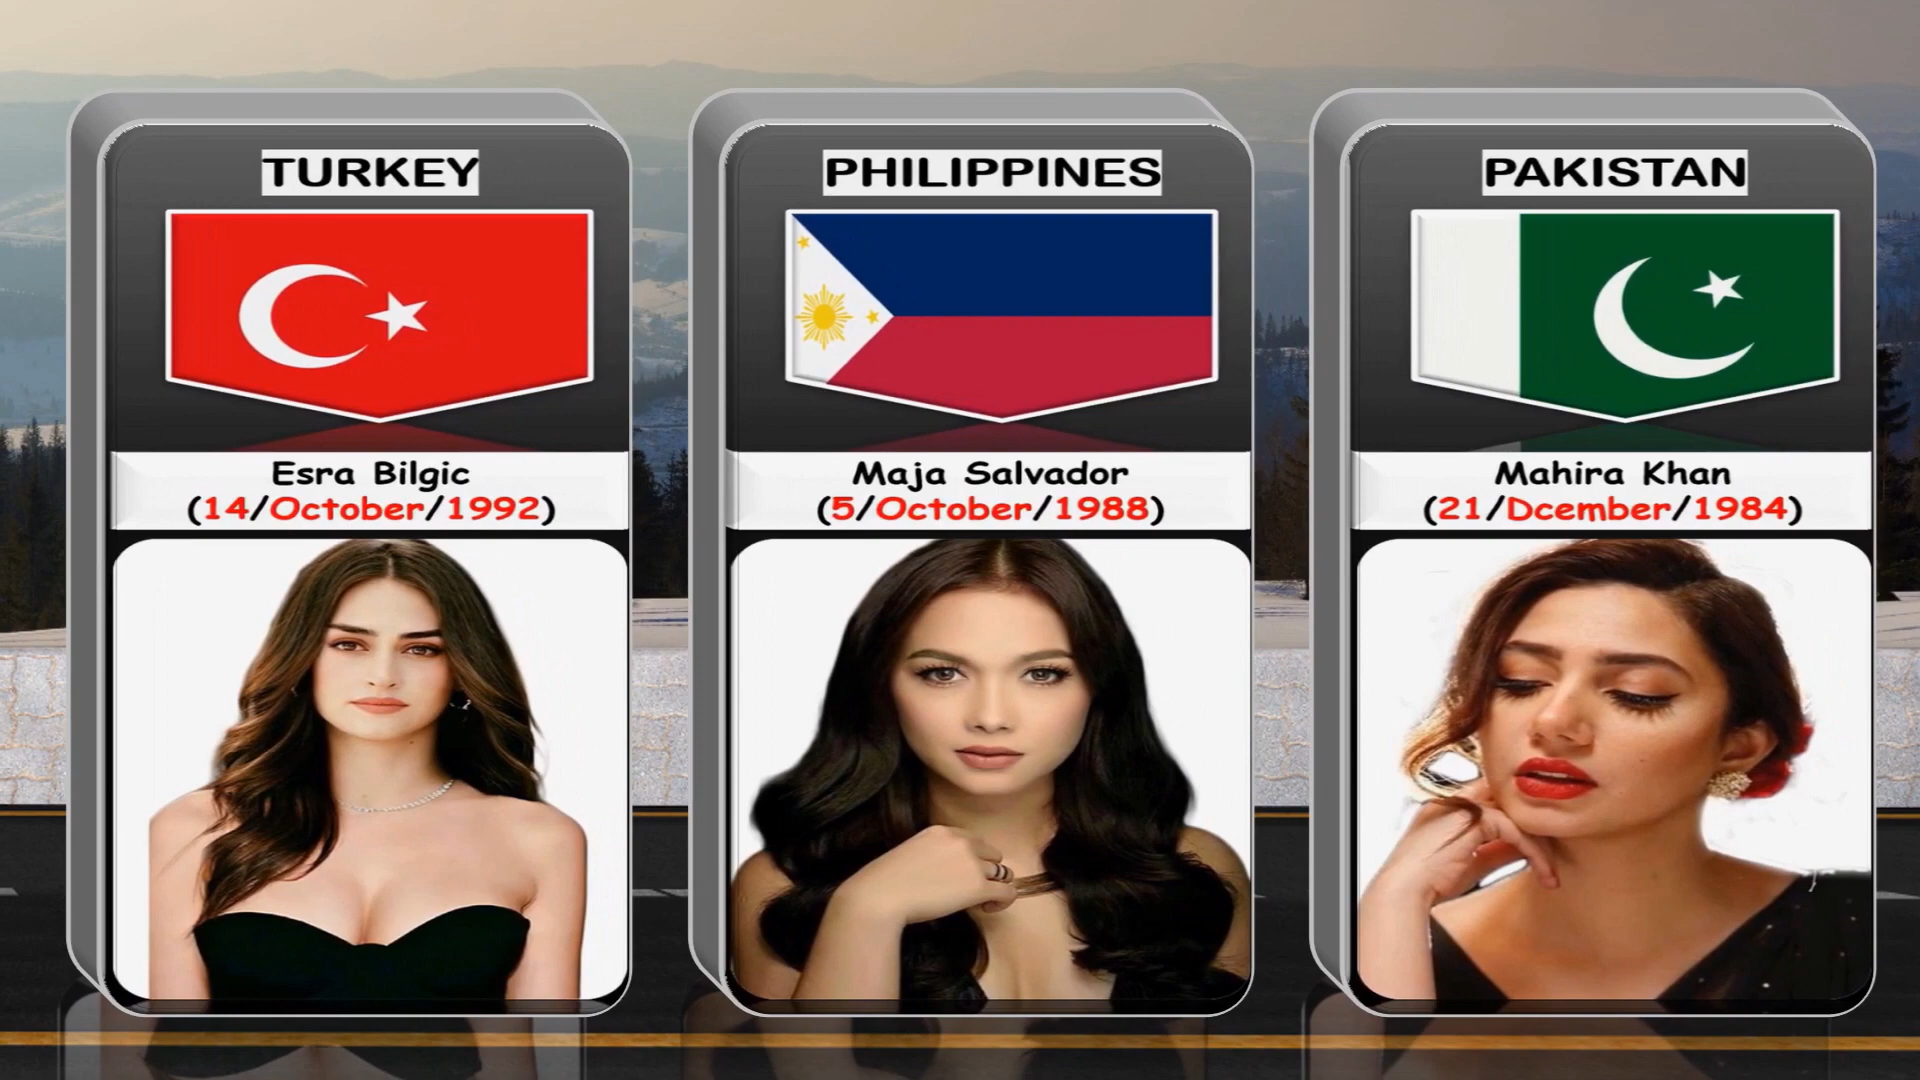 TURKEY
Esra Bilgic
(14/October/1992)
PHILIPPINES
Maja Salvador
(5/October/1988)
PAKISTAN
Mahira Khan
(21/Dcember/1984)